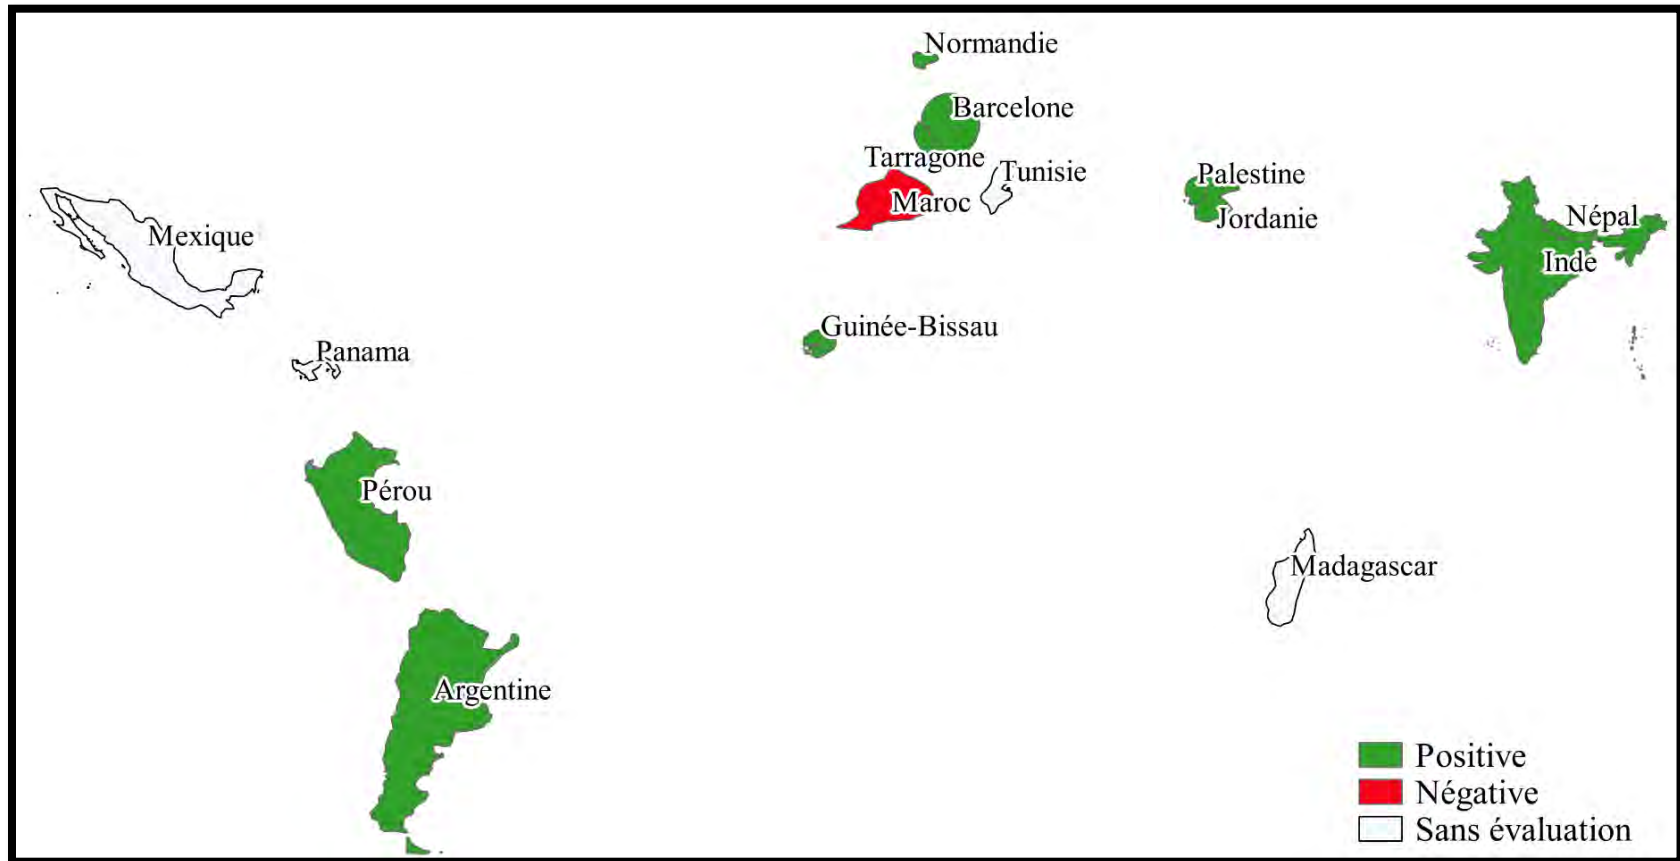 Normandie
Barcelone
Tarragone
Tunisie
Maroc
Palestine
Jordanie
Népal
Inde
Mexique
Guinée-Bissau
Panama
Pérou
Madagascar
Argentine
Positive
Négative
Sans évaluation